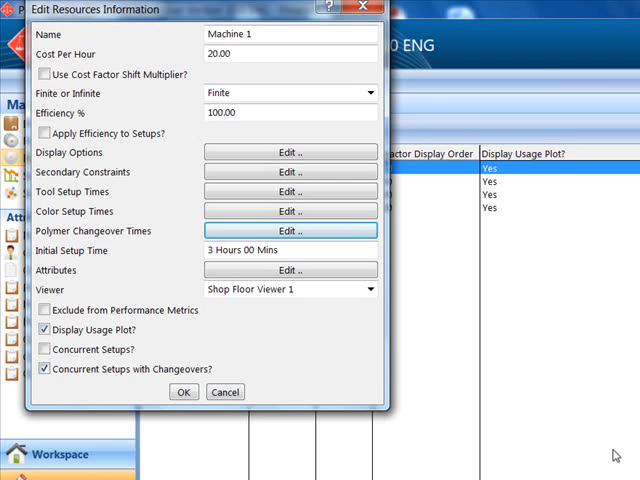 Edit Resources Information
?
X
0 ENG
Name
Machine 1
Cost Per Hour
20.00
Use Cost Factor Shift Multiplier?
Finite or Infinite
Finite
Efficiency %
100.00
Apply Efficiency to Setups?
Display Options
Edit ..
Secondary Constraints
Edit ..
Tool Setup Times
Edit ..
Color Setup Times
Edit ..
Polymer Changeover Times
Edit ..
Initial Setup Time
3 Hours 00 Mins
Attributes
Edit ..
Viewer
Shop Floor Viewer 1
Exclude from Performance Metrics
Display Usage Plot?
Concurrent Setups?
Concurrent Setups with Changeovers?
OK
Cancel
Ma
Attri
actor Display Order
Display Usage Plot?
Yes
Yes
Yes
Yes
Workspace